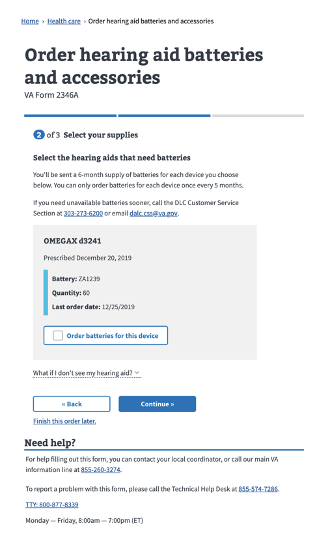 Home › Health care › Order hearing aid batteries and accessories
Order hearing aid batteries
and accessories
VA Form 2346A
2 of 3 Select your supplies
Select the hearing aids that need batteries
You'll be sent a 6-month supply of batteries for each device you choose
below. You can only order batteries for each device once every 5 months.
If you need unavailable batteries sooner, call the DLC Customer Service
Section at 303-273-6200 or email dalc.css@va.gov.
OMEGAX d3241
Prescribed December 20, 2019
Battery: ZA1239
Quantity: 60
Last order date: 12/25/2019
Order batteries for this device
What if I don't see my hearing aid?
« Back
Continue »
Finish this order later.
Need help?
For help filling out this form, you can contact your local coordinator, or call our main VA
information line at 855-260-3274.
To report a problem with this form, please call the Technical Help Desk at 855-574-7286.
TTY: 800-877-8339
Monday — Friday, 8:00am — 7:00pm (ET)